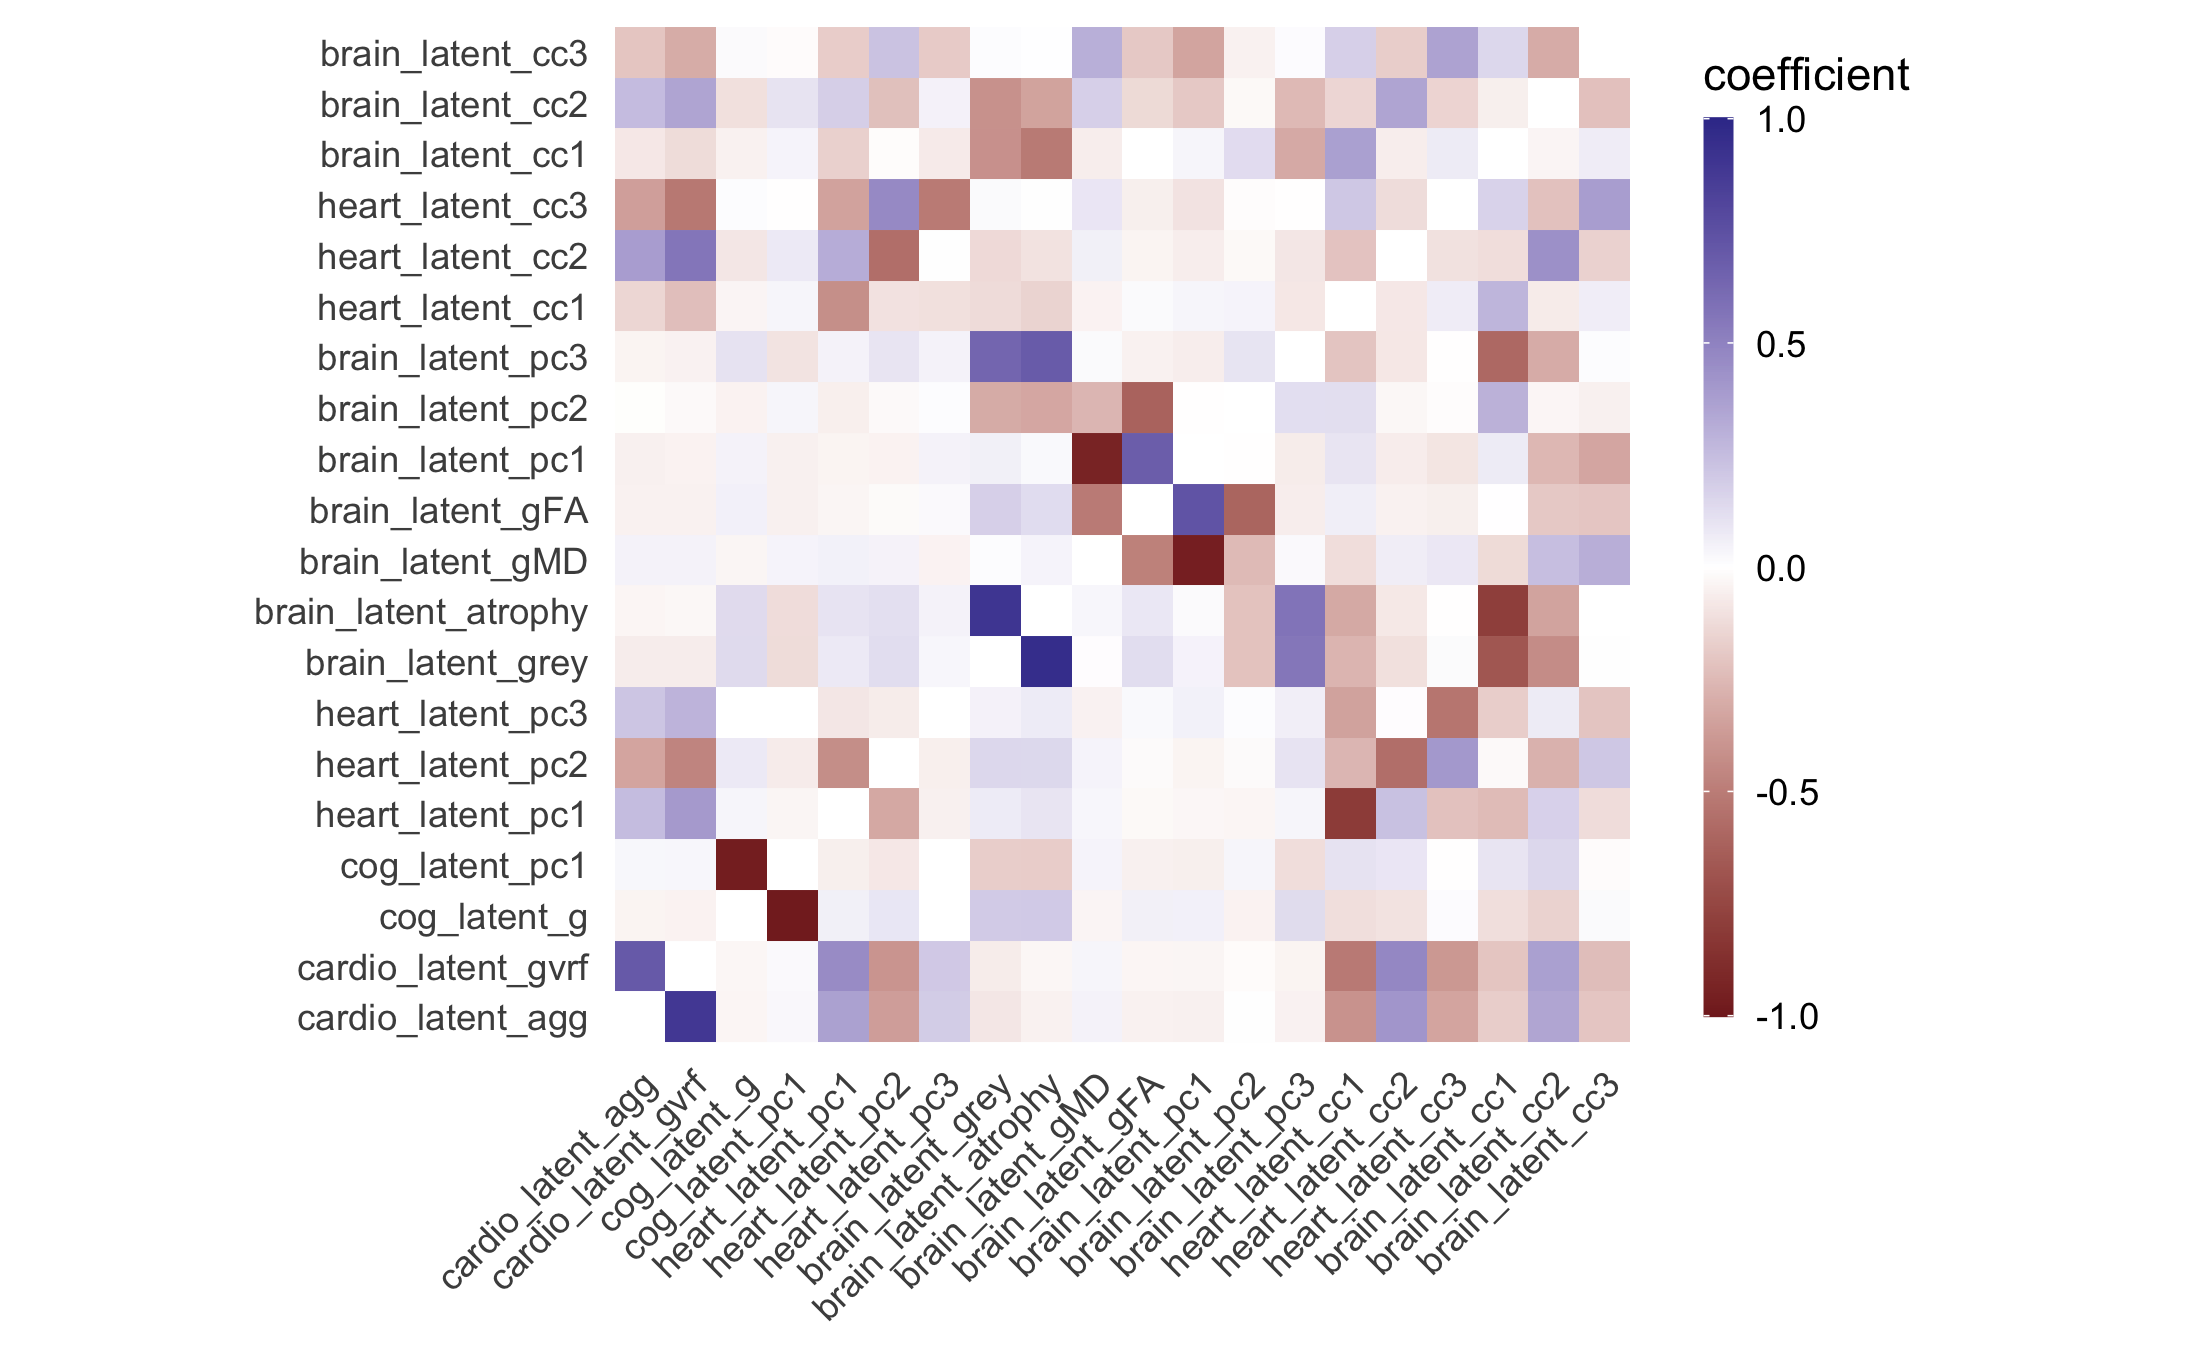 brain_latent_cc3
brain_latent_cc2
brain_latent_cc1
heart_latent_cc3
heart_latent_cc2
heart_latent_cc1
brain_latent_pc3
brain_latent_pc2
brain_latent_pc1
brain_latent_gFA
brain_latent_gMD
brain_latent_atrophy
brain_latent_grey
heart_latent_pc3
heart_latent_pc2
heart_latent_pc1
cog_latent_pc1
cog_latent_g
cardio_latent_gvrf
cardio_latent_agg
cardio_latent_agg
cardio_latent_gvrf
cog_latent_g
cog_latent_pc1
heart_latent_pc1
heart_latent_pc2
heart_latent_pc3
brain_latent_grey
brain_latent_atrophy
brain_latent_gMD
brain_latent_gFA
brain_latent_pc1
brain_latent_pc2
brain_latent_pc3
heart_latent_cc1
heart_latent_cc2
heart_latent_cc3
brain_latent_cc1
brain_latent_cc2
brain_latent_cc3
coefficient
1.0
0.5
0.0
-0.5
-1.0